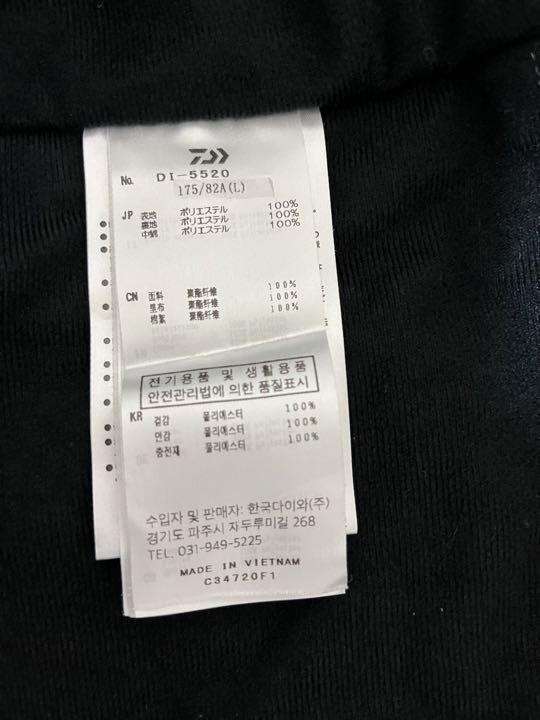 No. DI-5520
175/82A(L)
JP 表地 ポリエステル 100%
裏地 ポリエステル 100%
中綿 ポリエステル 100%
CN 面料 聚酯纤维 100%
里布 聚酯纤维 100%
棉絮 聚酯纤维 100%
전기용품 및 생활용품
안전관리법에 의한 품질표시
KR 겉감 폴리에스터 100%
안감 폴리에스터 100%
충전재 폴리에스터 100%
수입자 및 판매자: 한국다이와(주)
경기도 파주시 자두루미길 268
TEL. 031-949-5225
MADE IN VIETNAM
C34720F1